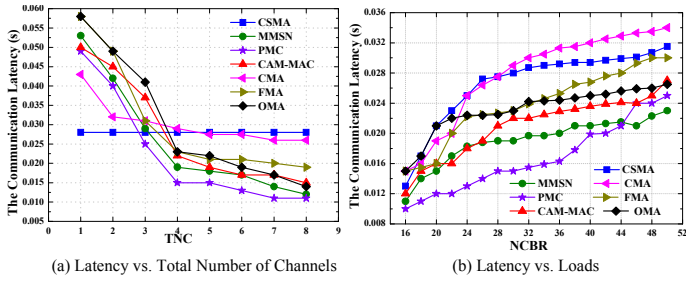 The Communication Latency (s)
0.060
0.055
0.050
0.045
0.040
0.035
0.030
0.025
0.020
0.015
0.010
0.005
0 1 2 3 4 5 6 7 8 9
TNC
CSMA
MMSN
PMC
CAM-MAC
CMA
FMA
OMA
(a) Latency vs. Total Number of Channels
The Communication Latency (s)
0.036
0.032
0.028
0.024
0.020
0.016
0.012
0.008
16 20 24 28 32 36 40 44 48 52
NCBR
CSMA
MMSN CMA
PMC FMA
CAM-MAC OMA
(b) Latency vs. Loads